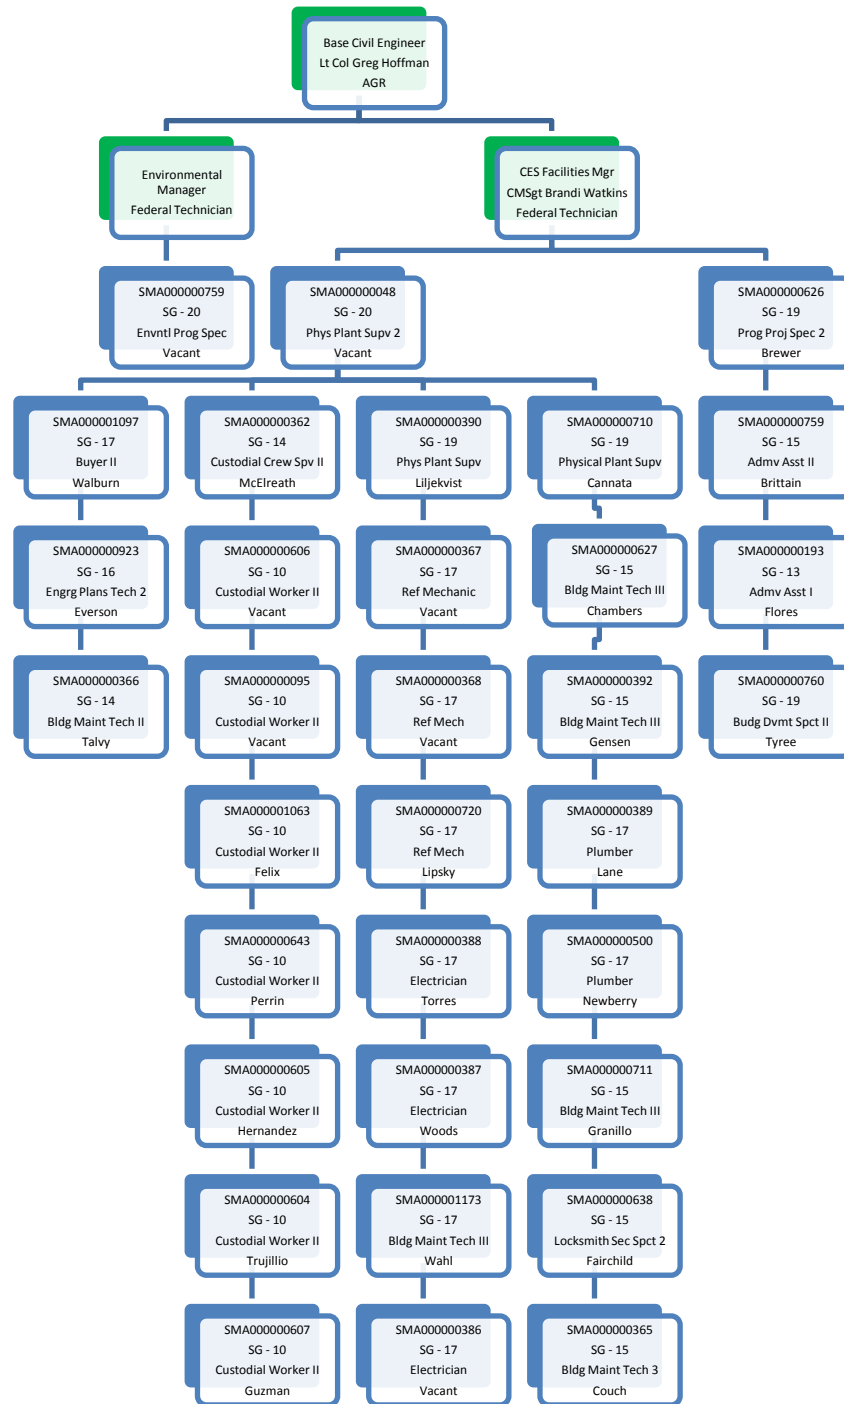 Base Civil Engineer
Lt Col Greg Hoffman
AGR
Environmental
Manager
Federal Technician
CES Facilities Mgr
CMSgt Brandi Watkins
Federal Technician
SMA000000759
SG - 20
Envntl Prog Spec
Vacant
SMA000000048
SG - 20
Phys Plant Supv 2
Vacant
SMA000000626
SG - 19
Prog Proj Spec 2
Brewer
SMA000001097
SG - 17
Buyer II
Walburn
SMA000000362
SG - 14
Custodial Crew Spv II
McElreath
SMA000000390
SG - 19
Phys Plant Supv
Liljekvist
SMA000000710
SG - 19
Physical Plant Supv
Cannata
SMA000000759
SG - 15
Admv Asst II
Brittain
SMA000000923
SG - 16
Engrg Plans Tech 2
Everson
SMA000000606
SG - 10
Custodial Worker II
Vacant
SMA000000367
SG - 17
Ref Mechanic
Vacant
SMA000000627
SG - 15
Bldg Maint Tech III
Chambers
SMA000000193
SG - 13
Admv Asst I
Flores
SMA000000366
SG - 14
Bldg Maint Tech II
Talvy
SMA000000095
SG - 10
Custodial Worker II
Vacant
SMA000000368
SG - 17
Ref Mech
Vacant
SMA000000392
SG - 15
Bldg Maint Tech III
Gensen
SMA000000760
SG - 19
Budg Dvmt Spct II
Tyree
SMA000001063
SG - 10
Custodial Worker II
Felix
SMA000000720
SG - 17
Ref Mech
Lipsky
SMA000000389
SG - 17
Plumber
Lane
SMA000000643
SG - 10
Custodial Worker II
Perrin
SMA000000388
SG - 17
Electrician
Torres
SMA000000500
SG - 17
Plumber
Newberry
SMA000000605
SG - 10
Custodial Worker II
Hernandez
SMA000000387
SG - 17
Electrician
Woods
SMA000000711
SG - 15
Bldg Maint Tech III
Granillo
SMA000000604
SG - 10
Custodial Worker II
Trujillio
SMA000001173
SG - 17
Bldg Maint Tech III
Wahl
SMA000000638
SG - 15
Locksmith Sec Spct 2
Fairchild
SMA000000607
SG - 10
Custodial Worker II
Guzman
SMA000000386
SG - 17
Electrician
Vacant
SMA000000365
SG - 15
Bldg Maint Tech 3
Couch